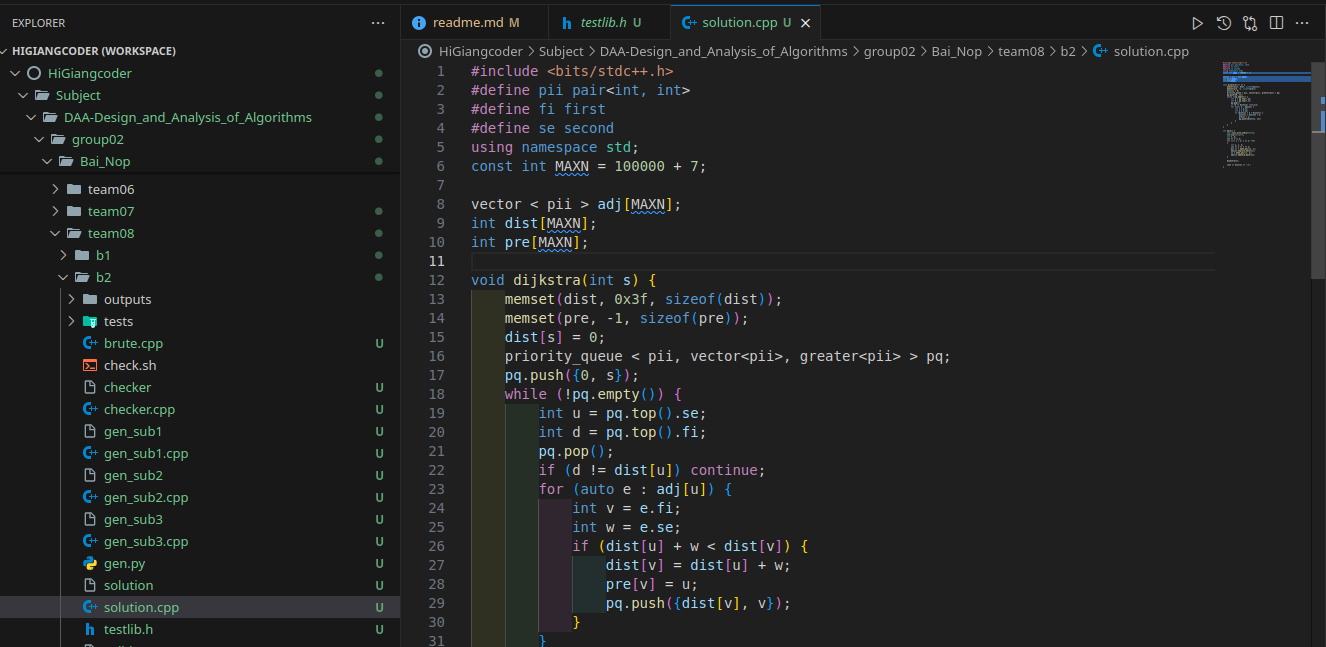 EXPLORER
HIGIANGCODER (WORKSPACE)
HiGiangcoder
Subject
DAA-Design_and_Analysis_of_Algorithms
group02
Bai_Nop
team06
team07
team08
b1
b2
outputs
tests
brute.cpp U
check.sh
checker U
checker.cpp U
gen_sub1 U
gen_sub1.cpp U
gen_sub2 U
gen_sub2.cpp U
gen_sub3 U
gen_sub3.cpp U
gen.py U
solution U
solution.cpp U
testlib.h U
readme.md M
testlib.h U
solution.cpp U
HiGiangcoder > Subject > DAA-Design_and_Analysis_of_Algorithms > group02 > Bai_Nop > team08 > b2 > solution.cpp
1 #include <bits/stdc++.h>
2 #define pii pair<int, int>
3 #define fi first
4 #define se second
5 using namespace std;
6 const int MAXN = 100000 + 7;
7
8 vector < pii > adj[MAXN];
9 int dist[MAXN];
10 int pre[MAXN];
11
12 void dijkstra(int s) {
13 memset(dist, 0x3f, sizeof(dist));
14 memset(pre, -1, sizeof(pre));
15 dist[s] = 0;
16 priority_queue < pii, vector<pii>, greater<pii> > pq;
17 pq.push({0, s});
18 while (!pq.empty()) {
19 int u = pq.top().se;
20 int d = pq.top().fi;
21 pq.pop();
22 if (d != dist[u]) continue;
23 for (auto e : adj[u]) {
24 int v = e.fi;
25 int w = e.se;
26 if (dist[u] + w < dist[v]) {
27 dist[v] = dist[u] + w;
28 pre[v] = u;
29 pq.push({dist[v], v});
30 }
31 }